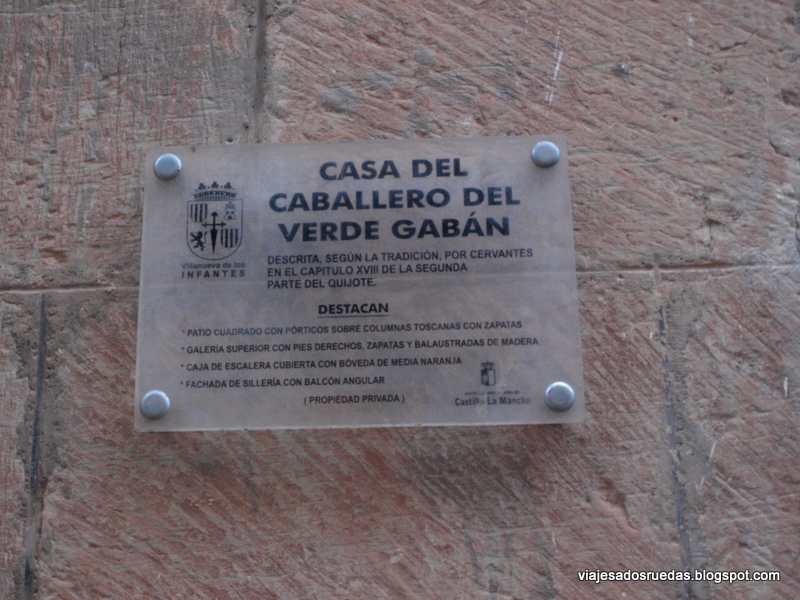 CASA DEL
CABALLERO DEL
VERDE GABÁN
Villanueva de los
INFANTES
DESCRITA, SEGÚN LA TRADICIÓN, POR CERVANTES
EN EL CAPITULO XVIII DE LA SEGUNDA
PARTE DEL QUIJOTE.
DESTACAN
* PATIO CUADRADO CON PÓRTICOS SOBRE COLUMNAS TOSCANAS CON ZAPATAS
* GALERÍA SUPERIOR CON PIES DERECHOS, ZAPATAS Y BALAUSTRADAS DE MADERA
* CAJA DE ESCALERA CUBIERTA CON BÓVEDA DE MEDIA NARANJA
* FACHADA DE SILLERÍA CON BALCÓN ANGULAR
( PROPIEDAD PRIVADA )
Castilla-La Mancha
viajesadosruedas.blogspot.com